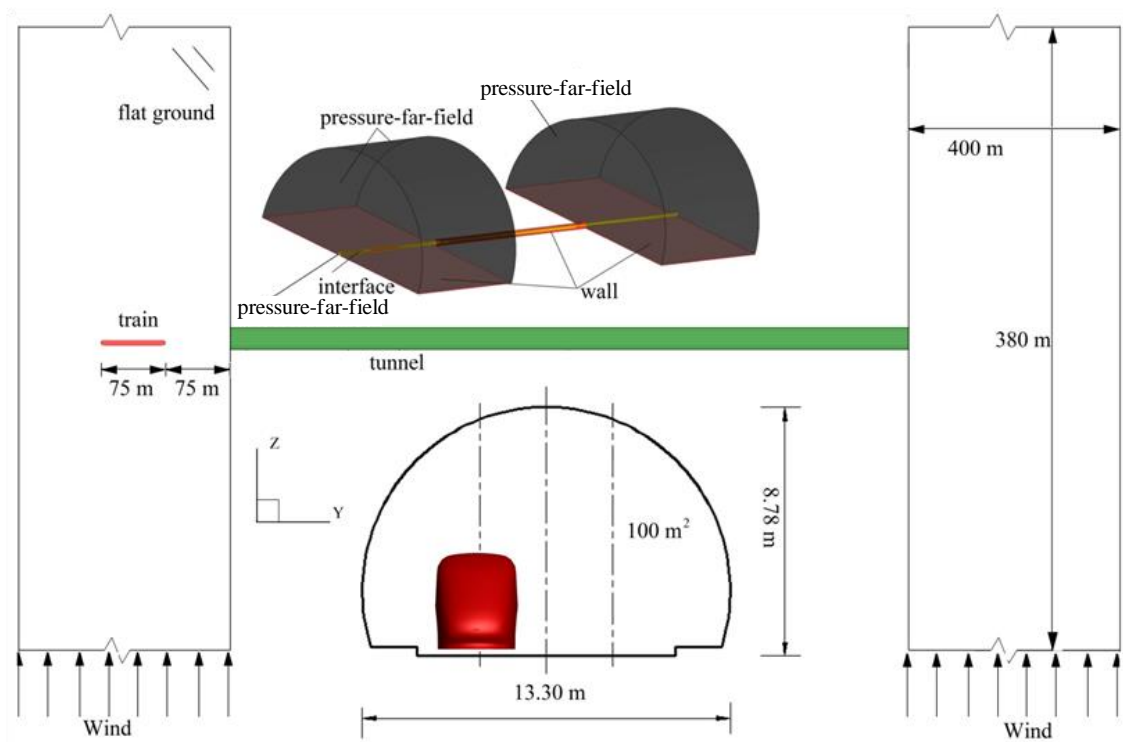 flat ground
pressure-far-field
pressure-far-field
400 m
interface
wall
pressure-far-field
train
380 m
tunnel
75 m
75 m
Z
Y
100 m²
8.78 m
13.30 m
Wind
Wind